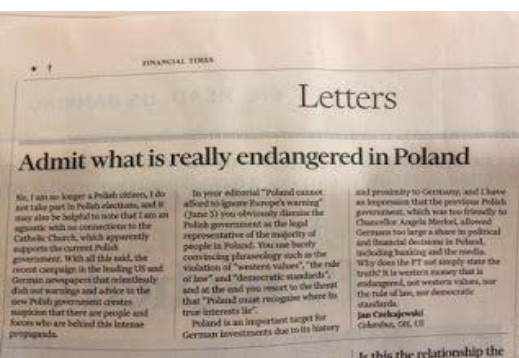 FINANCIAL TIMES
Letters
Admit what is really endangered in Poland
Sir, I am no longer a Polish citizen, I do
not take part in Polish elections, and it
may also be helpful to note that I am an
agnostic with no connections to the
Catholic Church, which apparently
supports the current Polish
government. With all this said, the
recent campaign in the leading US and
German newspapers that relentlessly
dish out warnings and advice to the
new Polish government creates
suspicion that there are people and
forces who are behind this intense
propaganda.
In your editorial "Poland cannot
afford to ignore Europe's warning"
(June 5) you obviously dismiss the
Polish government as the legal
representative of the majority of
people in Poland. You use barely
convincing phraseology such as the
violation of "western values", "the rule
of law" and "democratic standards",
and at the end you resort to the threat
that "Poland must recognise where its
true interests lie".
Poland is an important target for
German investments due to its history
and proximity to Germany, and I have
an impression that the previous Polish
government, which was too friendly to
Chancellor Angela Merkel, allowed
Germans too large a share in political
and financial decisions in Poland,
including banking and the media.
Why does the FT not simply state the
truth? It is western money that is
endangered, not western values, nor
the rule of law, nor democratic
standards.
Jan Czekajewski
Columbus, OH, US
Is this the relationship the